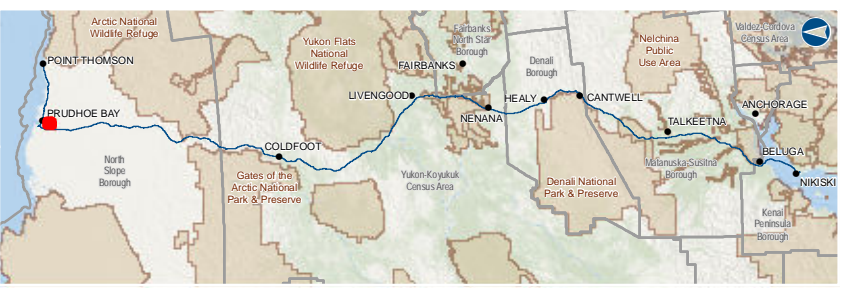 Arctic National
Wildlife Refuge
POINT THOMSON
PRUDHOE BAY
North
Slope
Borough
COLDFOOT
Gates of the
Arctic National
Park & Preserve
Yukon Flats
National
Wildlife Refuge
LIVENGOOD
Fairbanks
North Star
Borough
FAIRBANKS
NENANA
Yukon-Koyukuk
Census Area
Denali
Borough
HEALY
CANTWELL
Denali National
Park & Preserve
Nelchina
Public
Use Area
TALKEETNA
Matanuska-Susitna
Borough
Valdez-Cordova
Census Area
ANCHORAGE
BELUGA
NIKISKI
Kenai
Peninsula
Borough